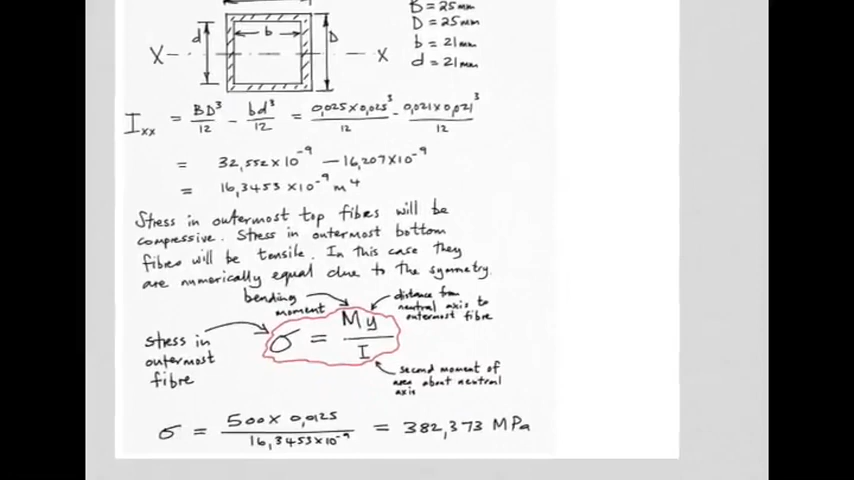 B = 25mm
D = 25mm
b = 21mm
d = 21mm
d b D
X X
Ixx = BD³/12 - bd³/12 = 0,025 x 0,025³/12 - 0,021 x 0,021³/12
= 32,552 x 10⁻⁹ - 16,207 x 10⁻⁹
= 16,3453 x 10⁻⁹ m⁴
Stress in outermost top fibres will be
compressive. Stress in outermost bottom
fibres will be tensile. In this case they
are numerically equal due to the symmetry.
bending
moment
distance from
neutral axis to
outermost fibre
stress in
outermost
fibre
σ = My/I
second moment of
area about neutral
axis
σ = 500 x 0,0125/16,3453 x 10⁻⁹ = 382,373 MPa